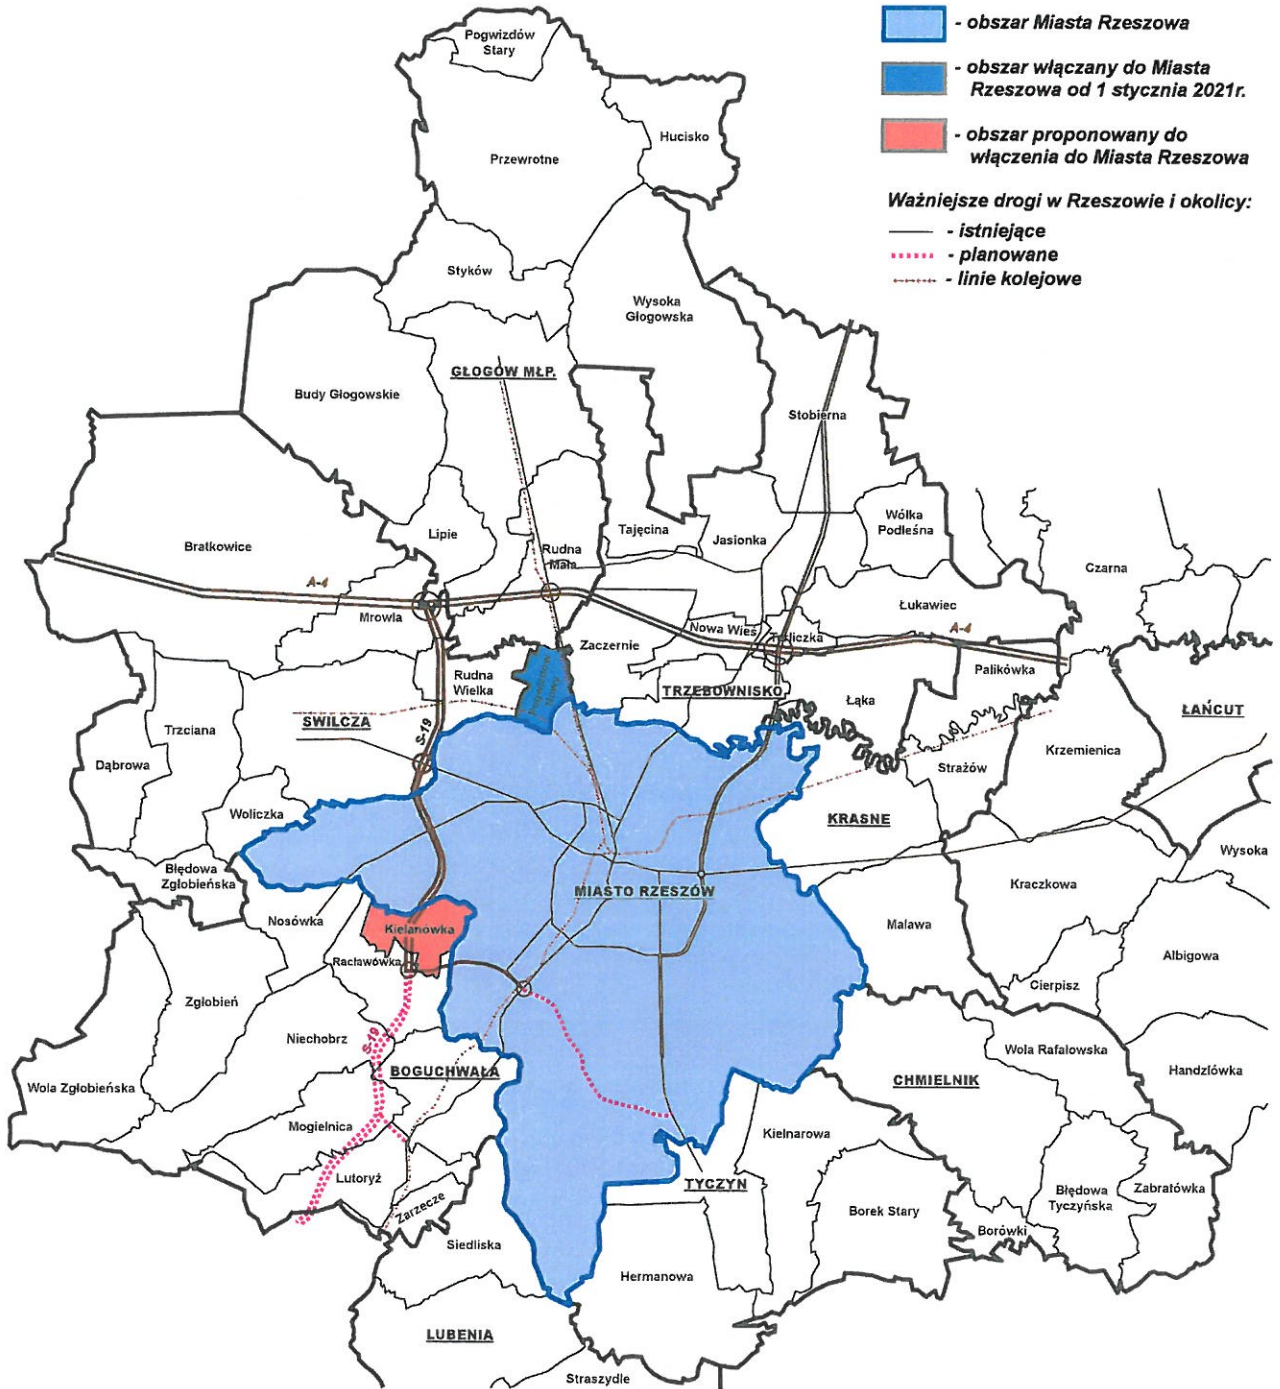 - obszar Miasta Rzeszowa
- obszar włączany do Miasta
Rzeszowa od 1 stycznia 2021r.
- obszar proponowany do
włączenia do Miasta Rzeszowa
Ważniejsze drogi w Rzeszowie i okolicy:
- istniejące
- planowane
- linie kolejowe
Pogwizdów
Stary
Hucisko
Przewrotne
Styków
Wysoka
Głogowska
GŁOGÓW MŁP.
Budy Głogowskie
Stobierna
Lipie
Tajęcina
Jasionka
Wólka
Podleśna
Bratkowice
Rudna
Mała
Czarna
A-4
Mrowla
Łukawiec
Nowa Wieś
Terliczka
A-4
Zaczernie
Rudna
Wielka
Pogwizdów
Nowy
TRZEBOWNISKO
Palikówka
Łąka
ŚWILCZA
S-19
ŁAŃCUT
Trzciana
Dąbrowa
Krzemienica
Strażów
Woliczka
KRASNE
Wysoka
Błędowa
Zgłobieńska
MIASTO RZESZÓW
Kraczkowa
Nosówka
Kielanówka
Malawa
Racławówka
Albigowa
Cierpisz
Zgłobień
Niechobrz
S-19
Wola Rafałowska
BOGUCHWAŁA
CHMIELNIK
Handzlówka
Wola Zgłobieńska
Mogielnica
Kielnarowa
Lutoryż
TYCZYN
Zarzecze
Borek Stary
Błędowa
Tyczyńska
Zabratówka
Borówki
Siedliska
Hermanowa
LUBENIA
Straszydle